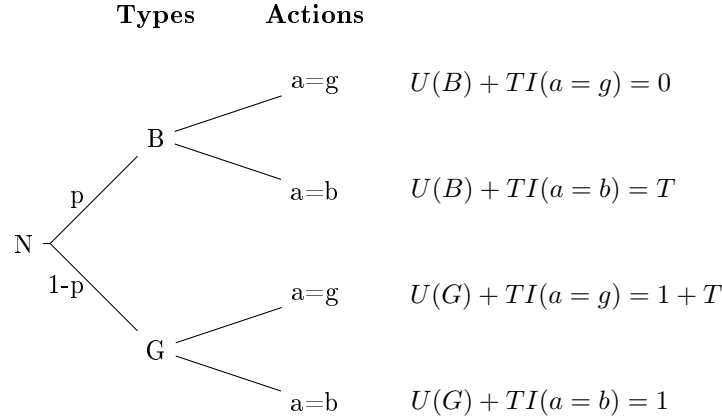 Types Actions
a=g U(B) + TI(a = g) = 0
B
p a=b U(B) + TI(a = b) = T
N
1-p a=g U(G) + TI(a = g) = 1 + T
G
a=b U(G) + TI(a = b) = 1